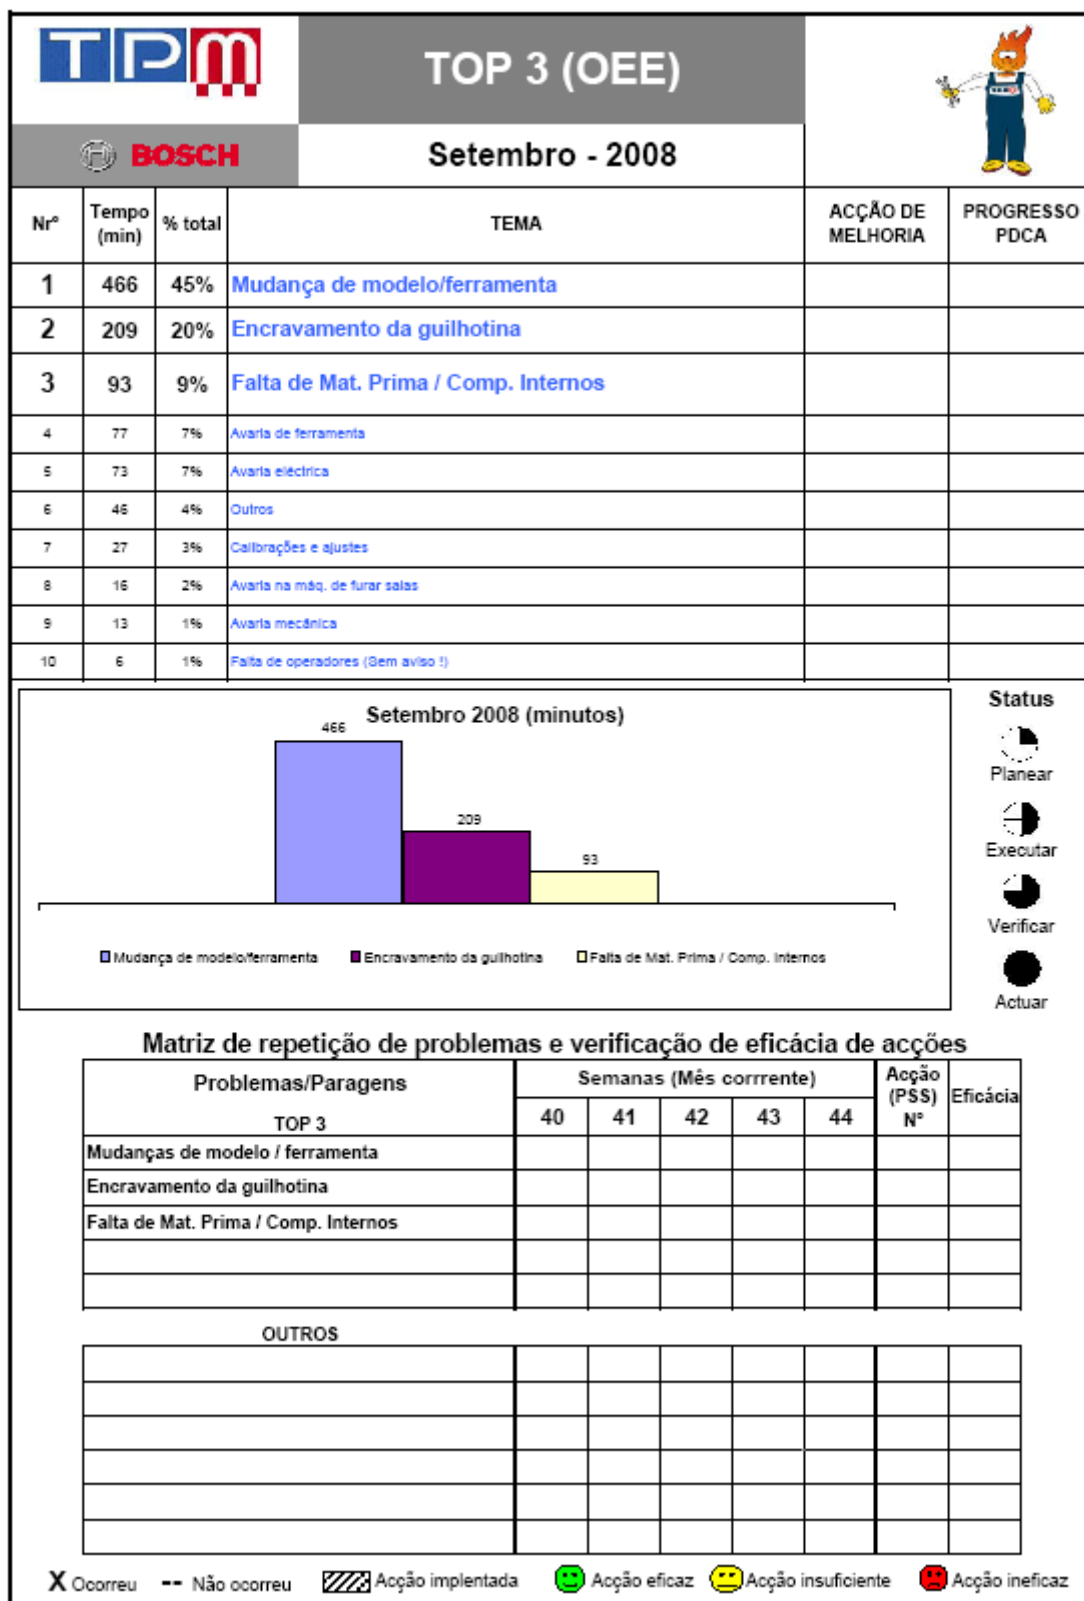 TPM
TOP 3 (OEE)
BOSCH
Setembro - 2008
Nrº Tempo (min) % total TEMA ACÇÃO DE MELHORIA PROGRESSO PDCA
1 466 45% Mudança de modelo/ferramenta
2 209 20% Encravamento da guilhotina
3 93 9% Falta de Mat. Prima / Comp. Internos
4 77 7% Avaria de ferramenta
5 73 7% Avaria eléctrica
6 46 4% Outros
7 27 3% Calibrações e ajustes
8 16 2% Avaria na máq. de furar saias
9 13 1% Avaria mecânica
10 6 1% Falta de operadores (Sem aviso !)
Setembro 2008 (minutos)
466
209
93
Mudança de modelo/ferramenta Encravamento da guilhotina Falta de Mat. Prima / Comp. Internos
Status
Planear
Executar
Verificar
Actuar
Matriz de repetição de problemas e verificação de eficácia de acções
Problemas/Paragens Semanas (Mês corrrente) Acção (PSS) Nº Eficácia
TOP 3 40 41 42 43 44
Mudanças de modelo / ferramenta
Encravamento da guilhotina
Falta de Mat. Prima / Comp. Internos
OUTROS
X Ocorreu -- Não ocorreu Acção implentada Acção eficaz Acção insuficiente Acção ineficaz